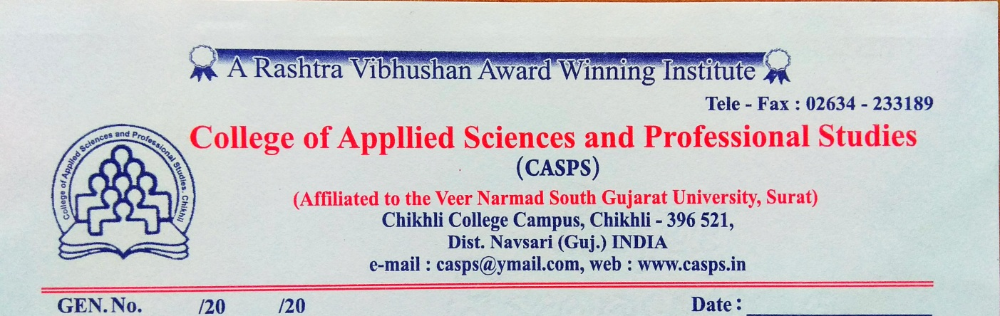 A Rashtra Vibhushan Award Winning Institute
Tele - Fax : 02634 - 233189
College of Appllied Sciences and Professional Studies
(CASPS)
College of Applied Sciences and Professional Studies, Chikhli
(Affiliated to the Veer Narmad South Gujarat University, Surat)
Chikhli College Campus, Chikhli - 396 521,
Dist. Navsari (Guj.) INDIA
e-mail : casps@ymail.com, web : www.casps.in
GEN. No. /20 /20 Date :